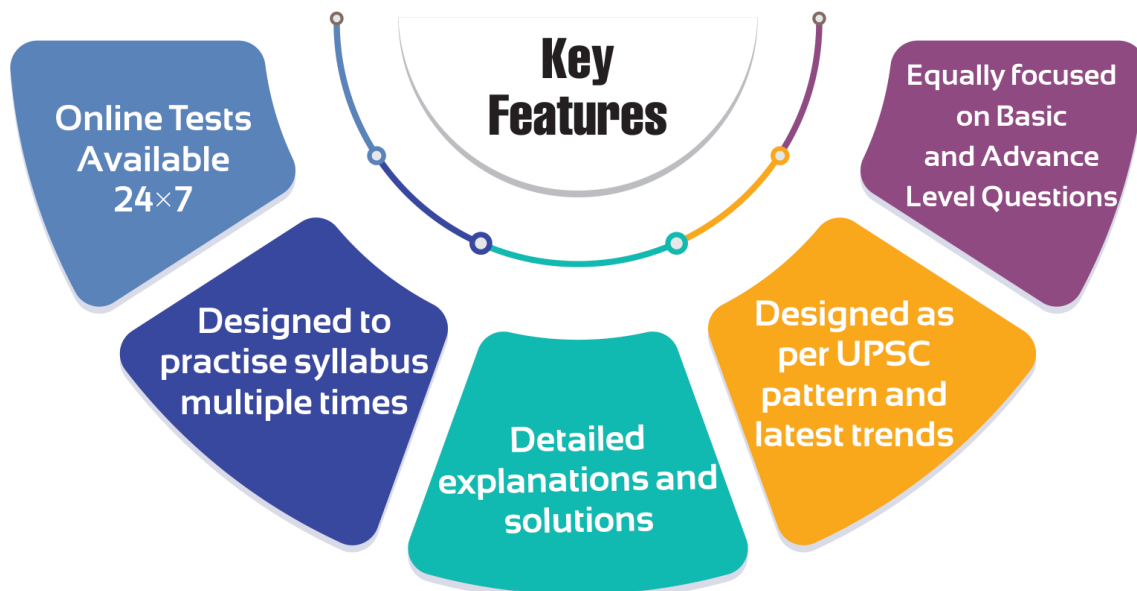 Key
Features
Online Tests
Available
24×7
Designed to
practise syllabus
multiple times
Detailed
explanations and
solutions
Designed as
per UPSC
pattern and
latest trends
Equally focused
on Basic
and Advance
Level Questions